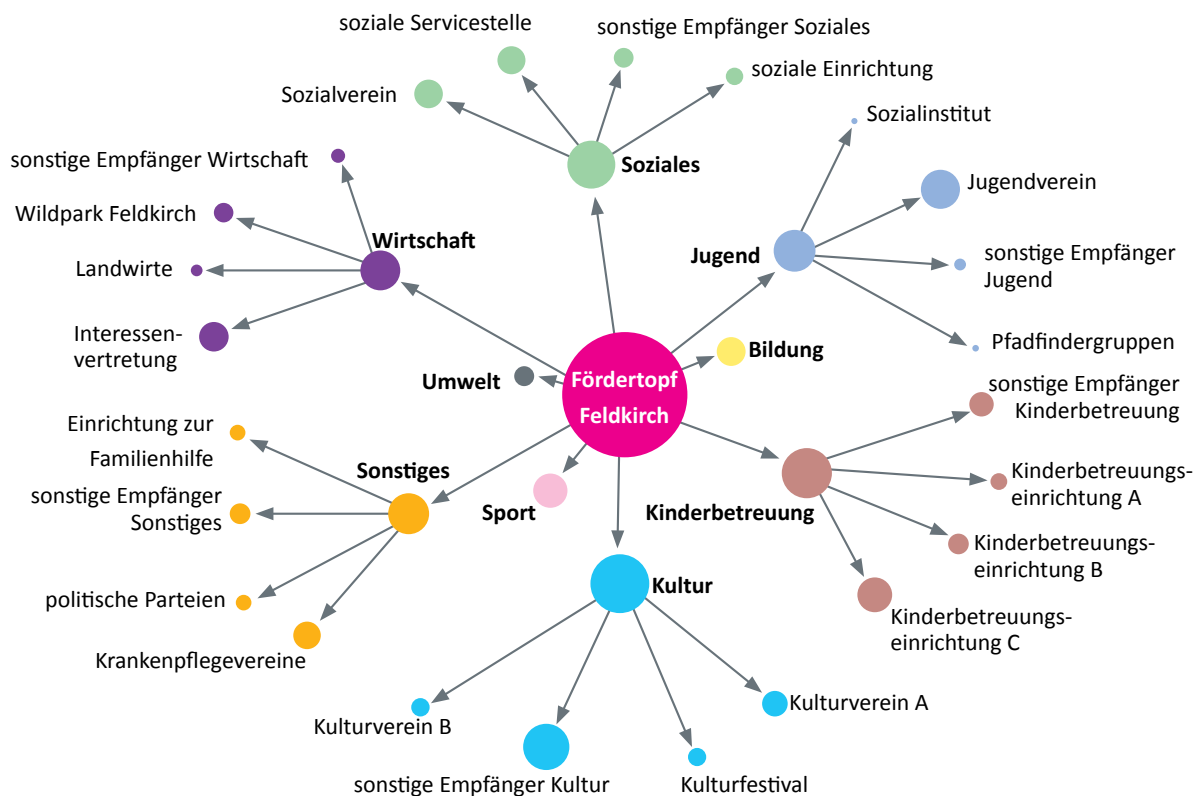 soziale Servicestelle
sonstige Empfänger Soziales
soziale Einrichtung
Sozialverein
Soziales
Sozialinstitut
sonstige Empfänger Wirtschaft
Jugendverein
Wildpark Feldkirch
Wirtschaft
Jugend
sonstige Empfänger
Jugend
Landwirte
Interessen-
vertretung
Pfadfindergruppen
Bildung
Umwelt
Fördertopf
Feldkirch
sonstige Empfänger
Kinderbetreuung
Einrichtung zur
Familienhilfe
Sonstiges
Kinderbetreuungs-
einrichtung A
sonstige Empfänger
Sonstiges
Sport
Kinderbetreuung
Kinderbetreuungs-
einrichtung B
politische Parteien
Kultur
Kinderbetreuungs-
einrichtung C
Krankenpflegevereine
Kulturverein B
Kulturverein A
sonstige Empfänger Kultur
Kulturfestival